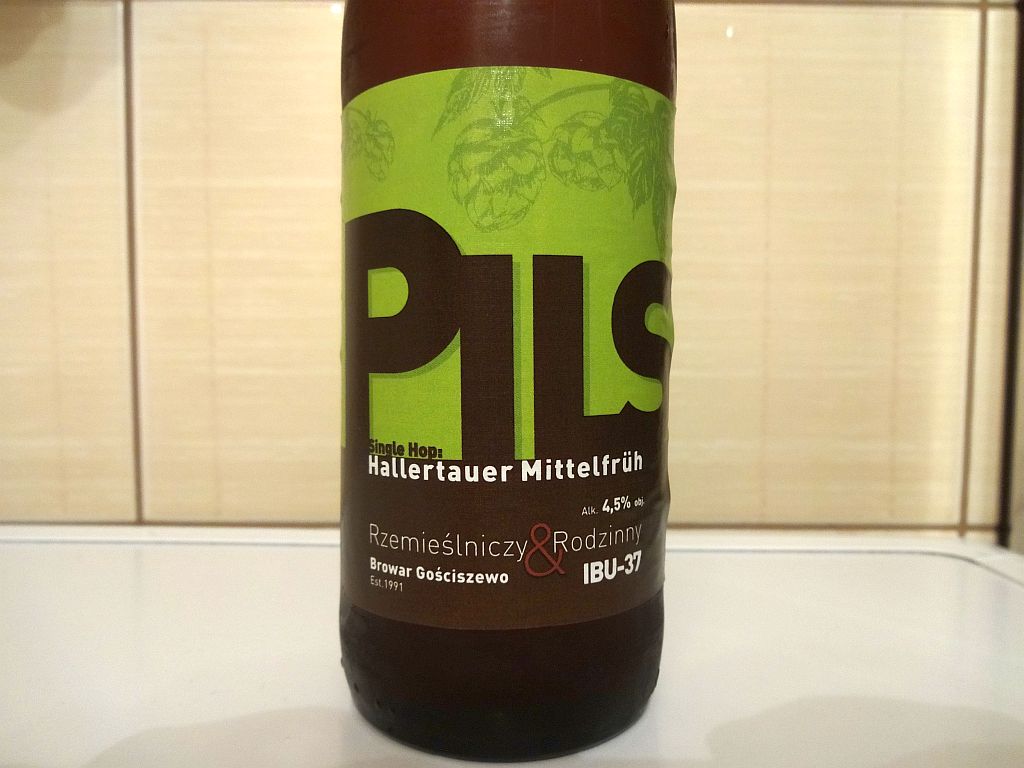 PILS
Single Hop:
Hallertauer Mittelfrüh
Alk. 4,5% obj.
Rzemieślniczy & Rodzinny
Browar Gościszewo
IBU-37
Est.1991